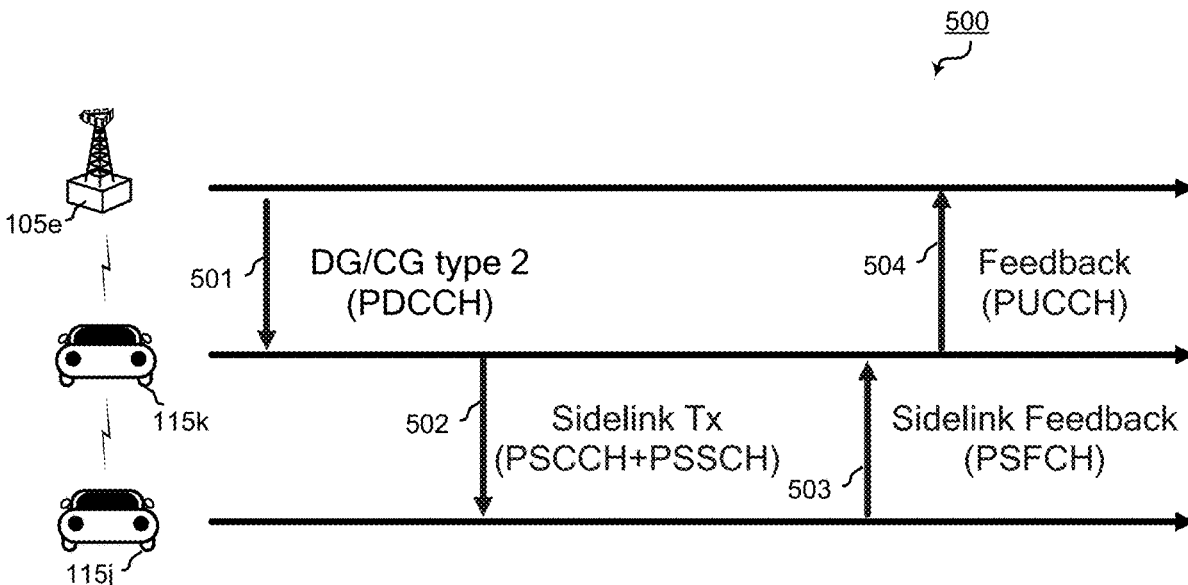 500
105e
501
DG/CG type 2
(PDCCH)
504
Feedback
(PUCCH)
115k
502
Sidelink Tx
(PSCCH+PSSCH)
503
Sidelink Feedback
(PSFCH)
115j